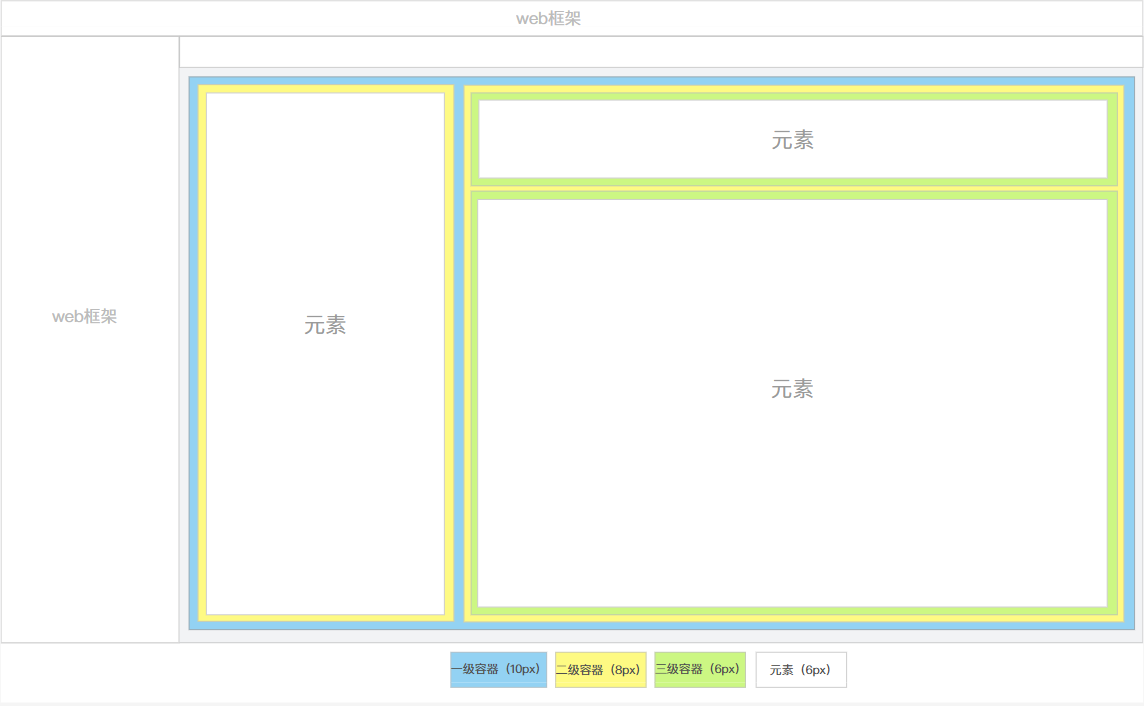 web框架
元素
web框架
元素
元素
一级容器（10px）
二级容器（8px）
三级容器（6px）
元素（6px）